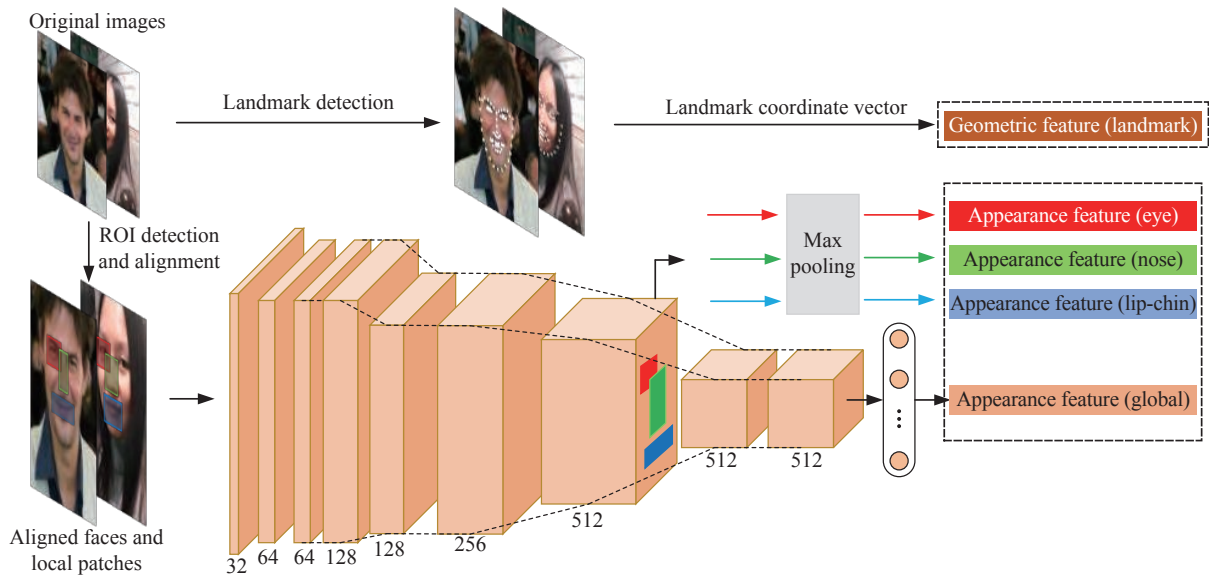 Original images
Landmark detection
Landmark coordinate vector
Geometric feature (landmark)
ROI detection
and alignment
Max
pooling
Appearance feature (eye)
Appearance feature (nose)
Appearance feature (lip-chin)
Appearance feature (global)
...
Aligned faces and
local patches
32
64
64
128
128
256
512
512
512